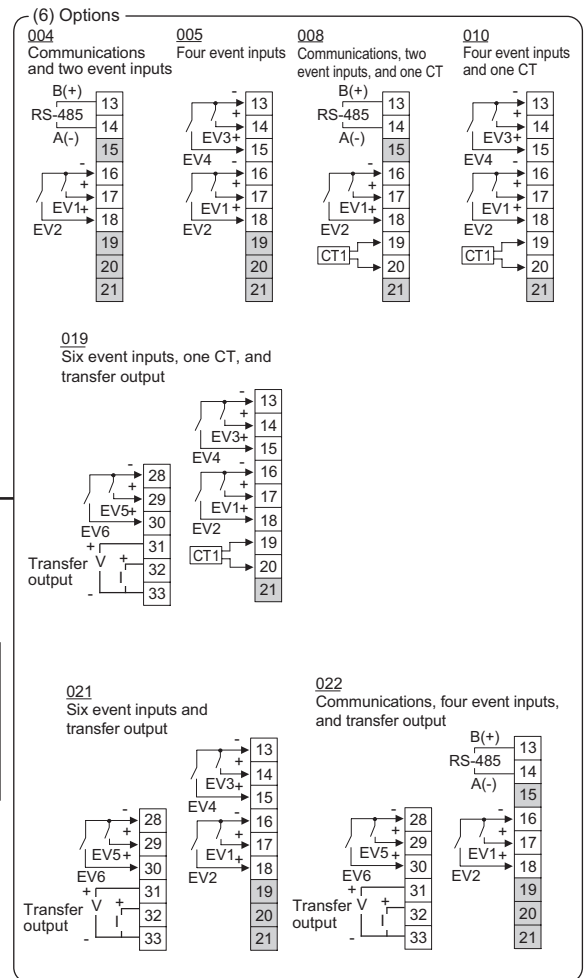 (6) Options
004
Communications
and two event inputs
B(+)
RS-485
A(-)
13
14
15
16
17
18
19
20
21
-
+
EV1+
EV2
005
Four event inputs
-
+
EV3+
EV4
-
+
EV1+
EV2
13
14
15
16
17
18
19
20
21
008
Communications, two
event inputs, and one CT
B(+)
RS-485
A(-)
-
+
EV1+
EV2
CT1
13
14
15
16
17
18
19
20
21
010
Four event inputs
and one CT
-
+
EV3+
EV4
-
+
EV1+
EV2
CT1
13
14
15
16
17
18
19
20
21
019
Six event inputs, one CT, and
transfer output
-
+
EV5+
EV6
+
V
+
I
-
Transfer
output
28
29
30
31
32
33
-
+
EV3+
EV4
-
+
EV1+
EV2
CT1
13
14
15
16
17
18
19
20
21
021
Six event inputs and
transfer output
-
+
EV5+
EV6
+
V
+
I
-
Transfer
output
28
29
30
31
32
33
-
+
EV3+
EV4
-
+
EV1+
EV2
13
14
15
16
17
18
19
20
21
022
Communications, four event inputs,
and transfer output
-
+
EV5+
EV6
+
V
+
I
-
Transfer
output
28
29
30
31
32
33
B(+)
RS-485
A(-)
-
+
EV1+
EV2
13
14
15
16
17
18
19
20
21